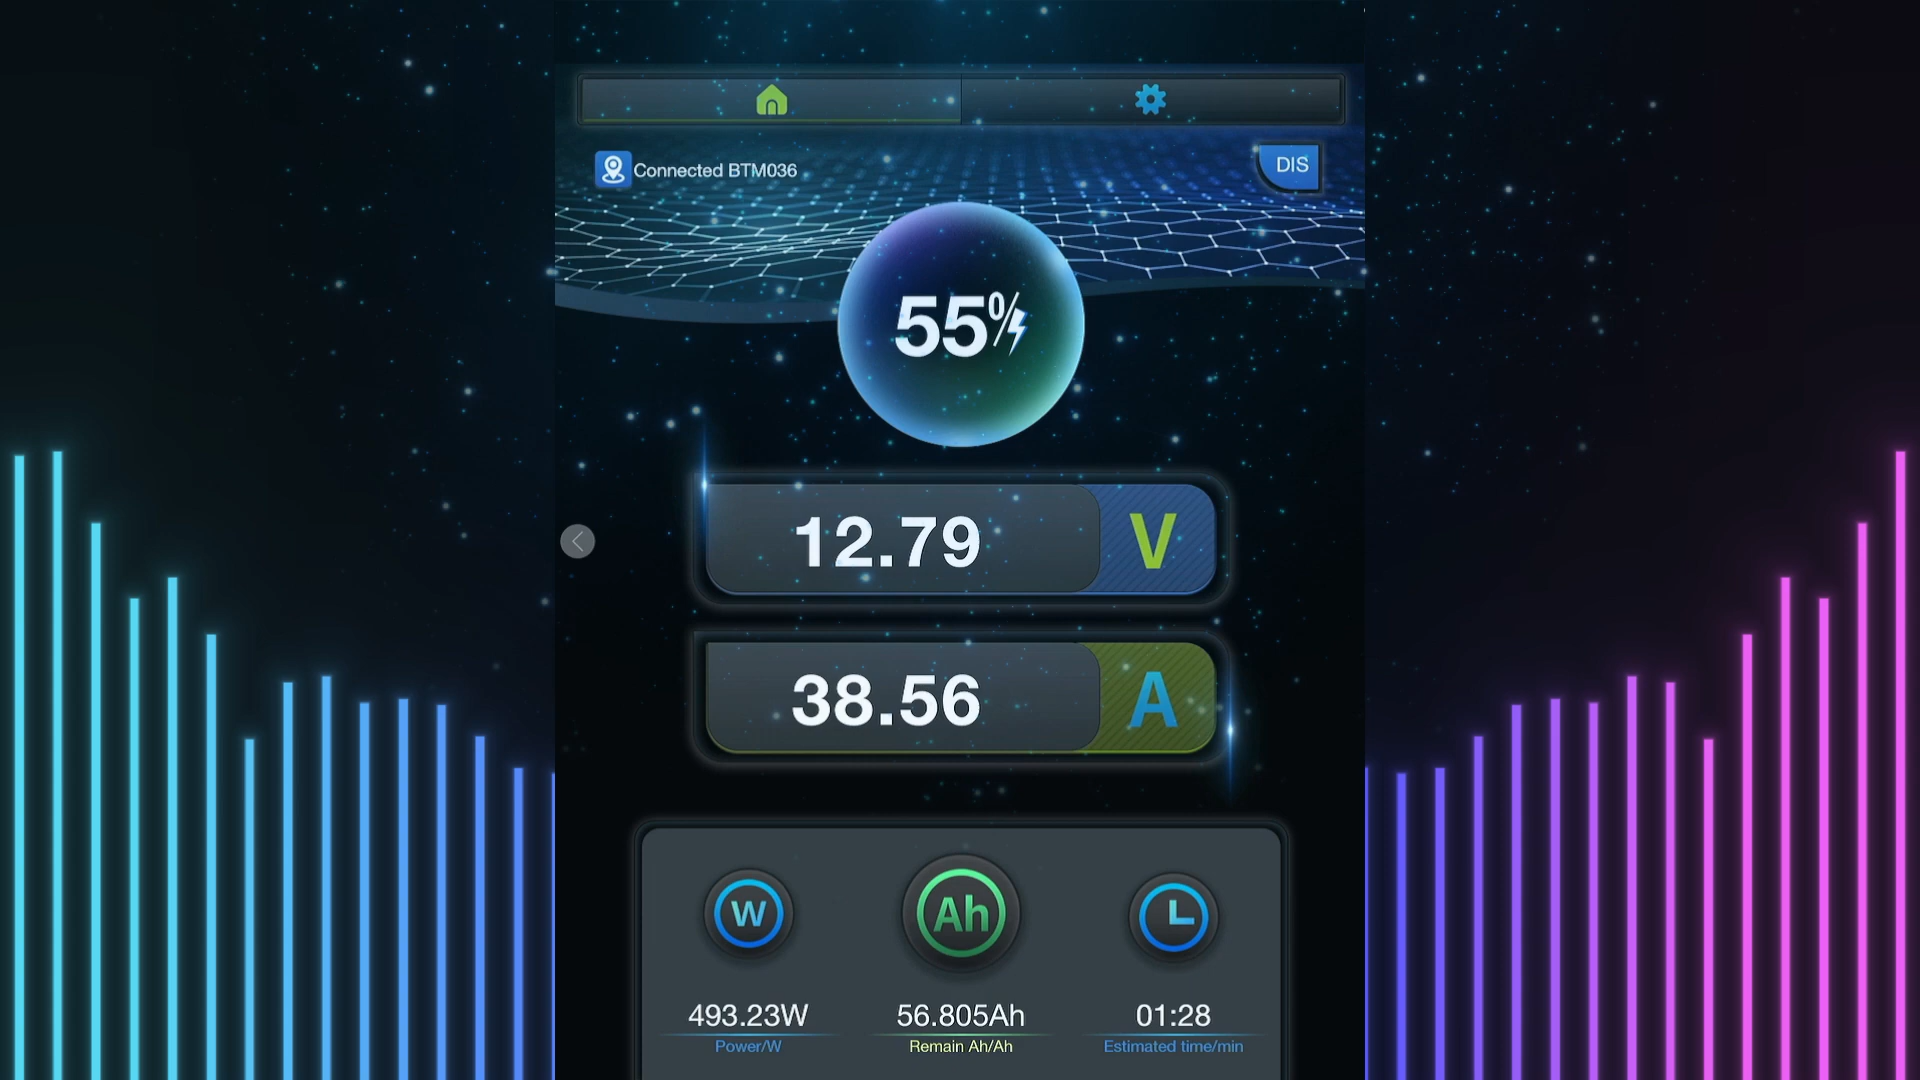 Connected BTM036
DIS
55%
12.79 V
38.56 A
W
Ah
493.23W
56.805Ah
01:28
Power/W
Remain Ah/Ah
Estimated time/min